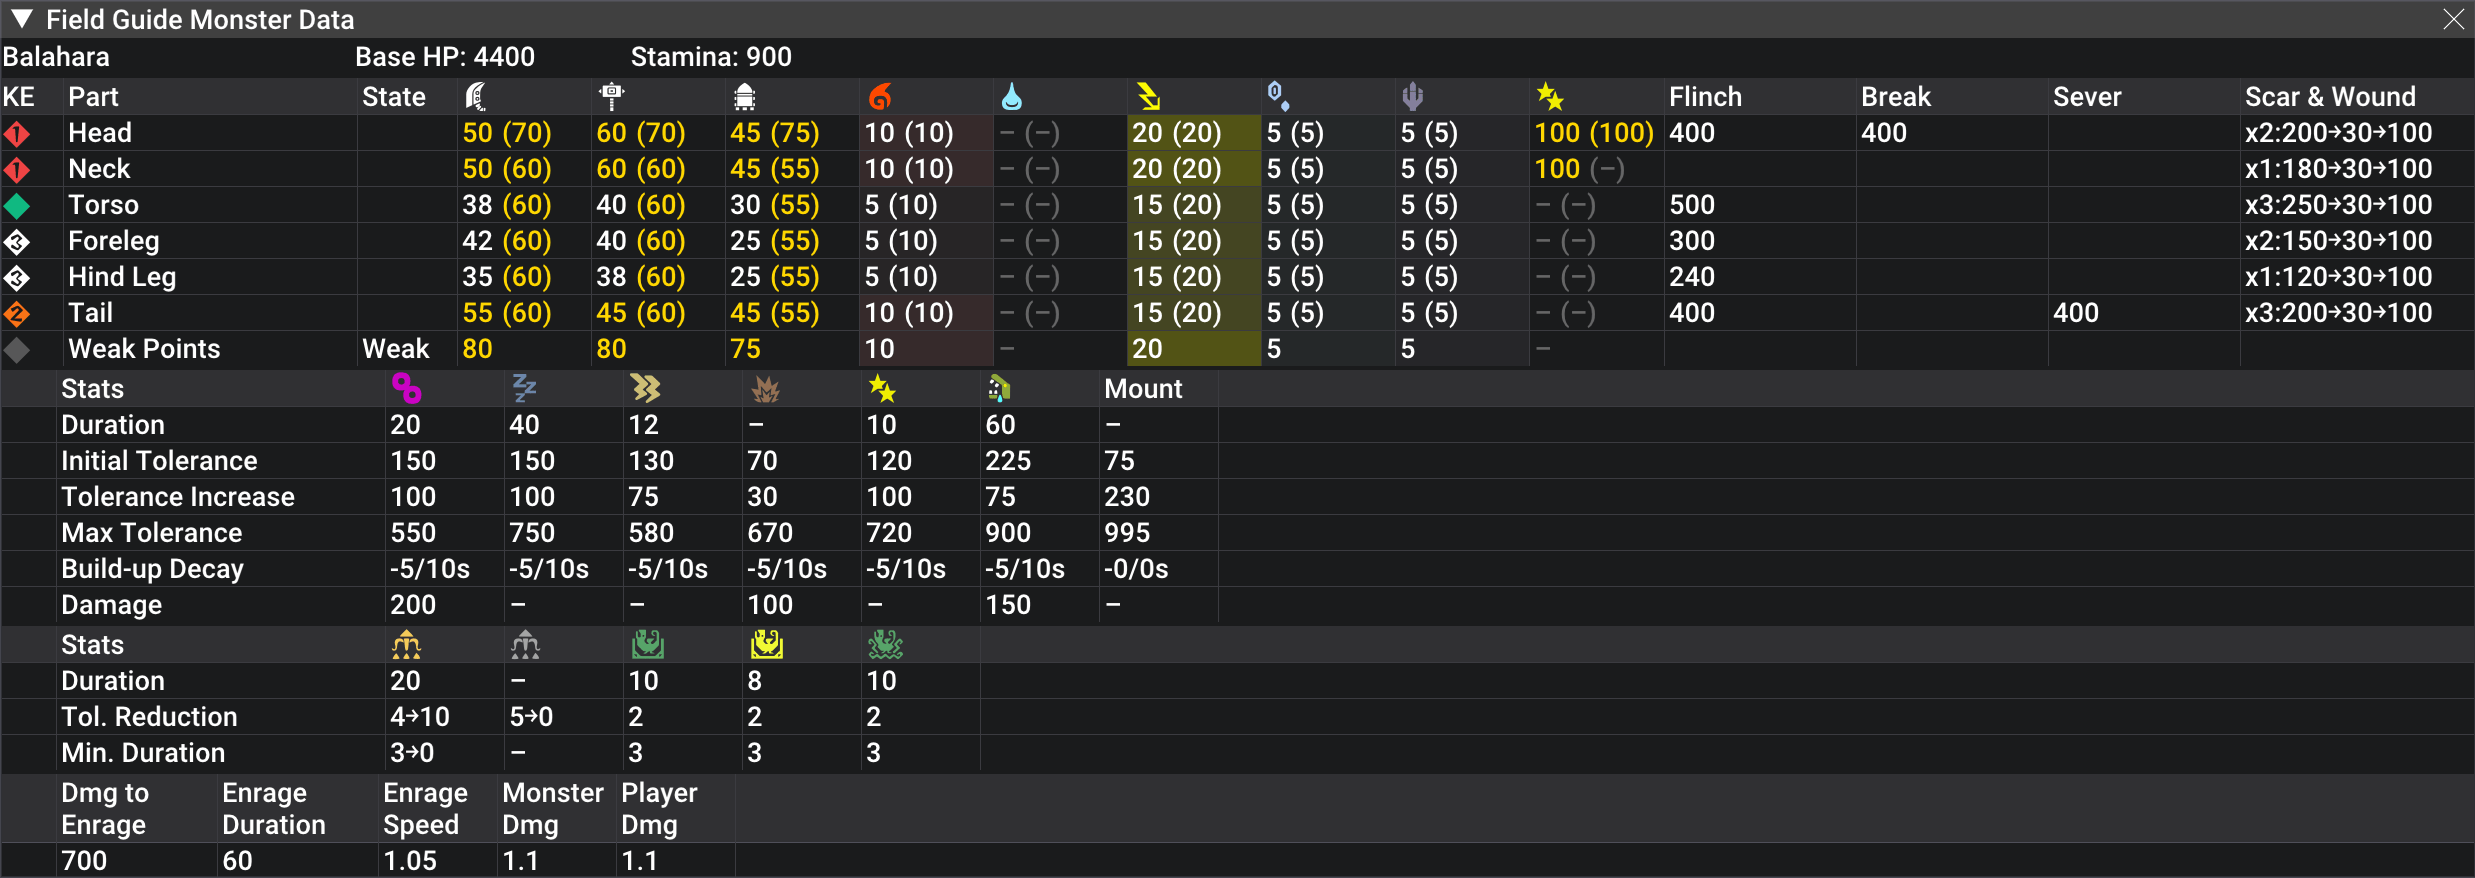 Field Guide Monster Data
Balahara Base HP: 4400 Stamina: 900
KE Part State Flinch Break Sever Scar & Wound
1 Head 50 (70) 60 (70) 45 (75) 10 (10) – (–) 20 (20) 5 (5) 5 (5) 100 (100) 400 400 x2:200→30→100
1 Neck 50 (60) 60 (60) 45 (55) 10 (10) – (–) 20 (20) 5 (5) 5 (5) 100 (–) x1:180→30→100
Torso 38 (60) 40 (60) 30 (55) 5 (10) – (–) 15 (20) 5 (5) 5 (5) – (–) 500 x3:250→30→100
3 Foreleg 42 (60) 40 (60) 25 (55) 5 (10) – (–) 15 (20) 5 (5) 5 (5) – (–) 300 x2:150→30→100
3 Hind Leg 35 (60) 38 (60) 25 (55) 5 (10) – (–) 15 (20) 5 (5) 5 (5) – (–) 240 x1:120→30→100
2 Tail 55 (60) 45 (60) 45 (55) 10 (10) – (–) 15 (20) 5 (5) 5 (5) – (–) 400 400 x3:200→30→100
Weak Points Weak 80 80 75 10 – 20 5 5 –
Stats Mount
Duration 20 40 12 – 10 60 –
Initial Tolerance 150 150 130 70 120 225 75
Tolerance Increase 100 100 75 30 100 75 230
Max Tolerance 550 750 580 670 720 900 995
Build-up Decay -5/10s -5/10s -5/10s -5/10s -5/10s -5/10s -0/0s
Damage 200 – – 100 – 150 –
Stats
Duration 20 – 10 8 10
Tol. Reduction 4→10 5→0 2 2 2
Min. Duration 3→0 – 3 3 3
Dmg to Enrage Enrage Monster Player
Enrage Duration Speed Dmg Dmg
700 60 1.05 1.1 1.1